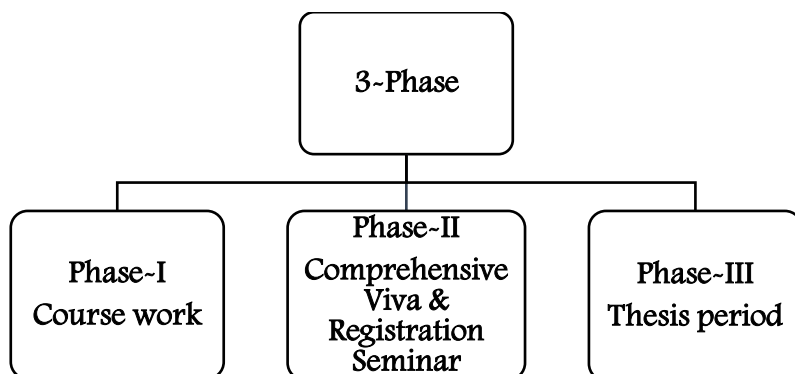 3-Phase
Phase-I
Course work
Phase-II
Comprehensive
Viva &
Registration
Seminar
Phase-III
Thesis period